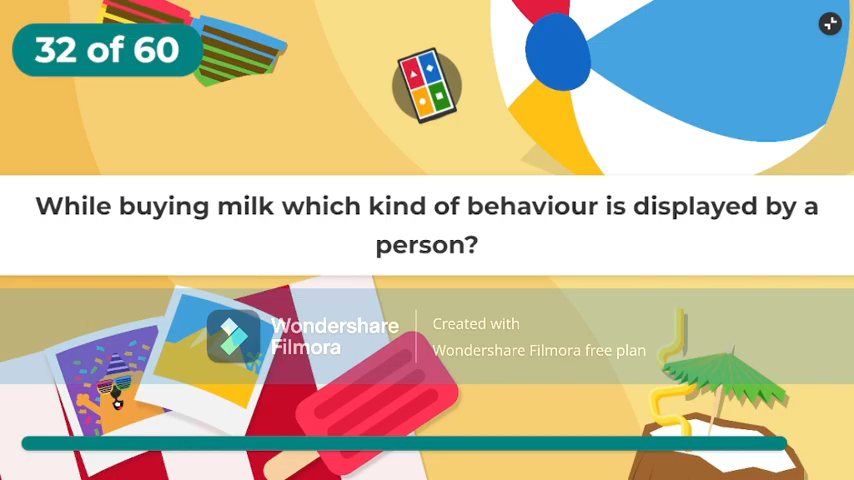 32 of 60
While buying milk which kind of behaviour is displayed by a
person?
Wondershare
Filmora
Created with
Wondershare Filmora free plan